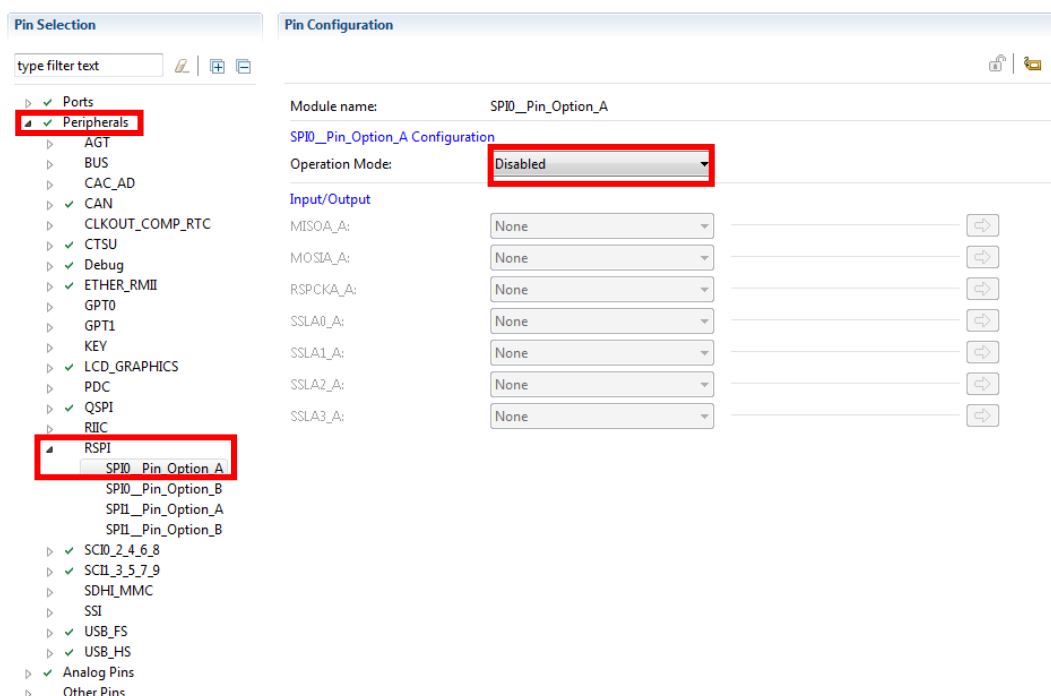 Pin Selection
type filter text
Ports
Peripherals
AGT
BUS
CAC_AD
CAN
CLKOUT_COMP_RTC
CTSU
Debug
ETHER_RMII
GPT0
GPT1
KEY
LCD_GRAPHICS
PDC
QSPI
RIIC
RSPI
SPI0__Pin_Option_A
SPI0__Pin_Option_B
SPI1__Pin_Option_A
SPI1__Pin_Option_B
SCI0_2_4_6_8
SCI1_3_5_7_9
SDHI_MMC
SSI
USB_FS
USB_HS
Analog Pins
Other Pins
Pin Configuration
Module name: SPI0__Pin_Option_A
SPI0__Pin_Option_A Configuration
Operation Mode: Disabled
Input/Output
MISOA_A: None
MOSIA_A: None
RSPCKA_A: None
SSLA0_A: None
SSLA1_A: None
SSLA2_A: None
SSLA3_A: None